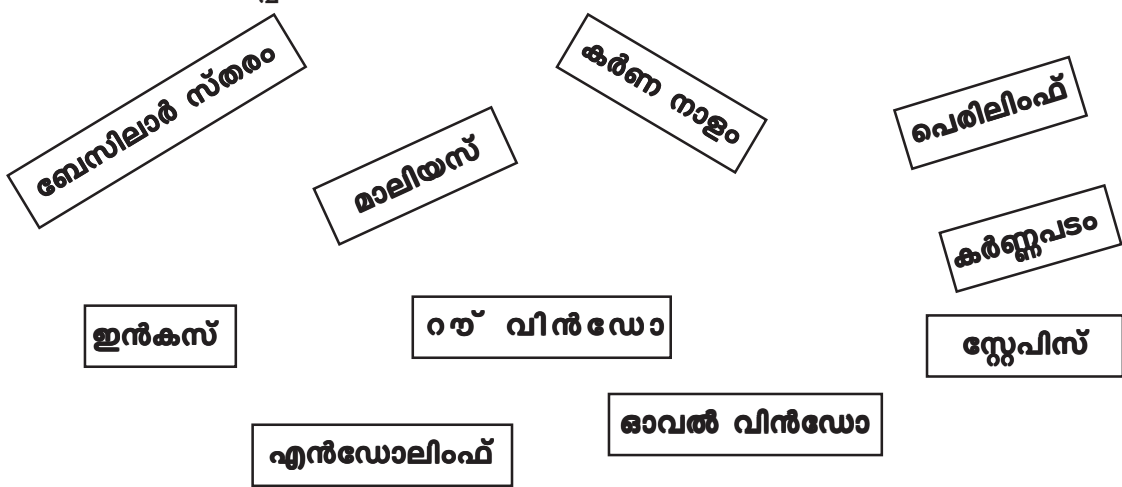 ബേസിലാർ സ്തരം
കർണ നാളം
പെരിലിംഫ്
മാലിയസ്
കർണ്ണപടം
ഇൻകസ്
റൗ് വിൻഡോ
സ്റ്റേപിസ്
ഓവൽ വിൻഡോ
എൻഡോലിംഫ്